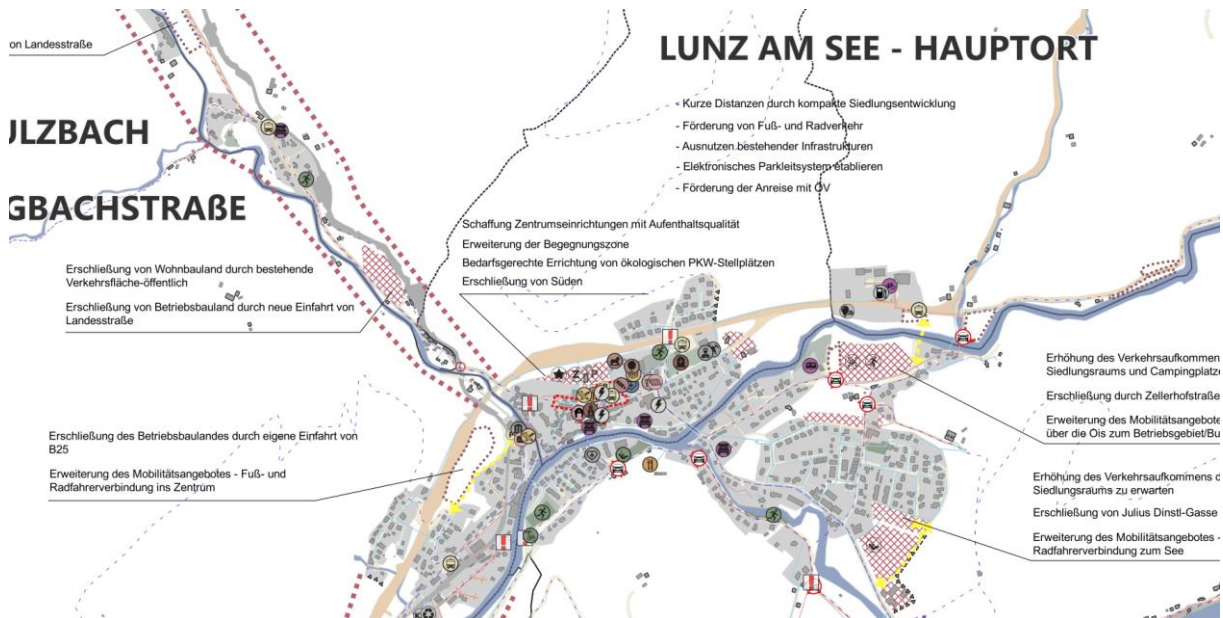 LUNZ AM SEE - HAUPTORT
- Kurze Distanzen durch kompakte Siedlungsentwicklung
- Förderung von Fuß- und Radverkehr
- Ausnutzen bestehender Infrastrukturen
- Elektronisches Parkleitsystem etablieren
- Förderung der Anreise mit ÖV
on Landesstraße
ULZBACH
GBACHSTRAßE
Schaffung Zentrumseinrichtungen mit Aufenthaltsqualität
Erweiterung der Begegnungszone
Bedarfsgerechte Errichtung von ökologischen PKW-Stellplätzen
Erschließung von Süden
Erschließung von Wohnbauland durch bestehende
Verkehrsfläche-öffentlich
Erschließung von Betriebsbauland durch neue Einfahrt von
Landesstraße
Z P
Erhöhung des Verkehrsaufkommen
Siedlungsraums und Campingplatze
Erschließung durch Zellerhofstraße
Erweiterung des Mobilitätsangebote
über die Ois zum Betriebsgebiet/Bu
Erschließung des Betriebsbaulandes durch eigene Einfahrt von
B25
Erweiterung des Mobilitätsangebotes - Fuß- und
Radfahrerverbindung ins Zentrum
Erhöhung des Verkehrsaufkommens d
Siedlungsraums zu erwarten
Erschließung von Julius Dinstl-Gasse
Erweiterung des Mobilitätsangebotes -
Radfahrerverbindung zum See